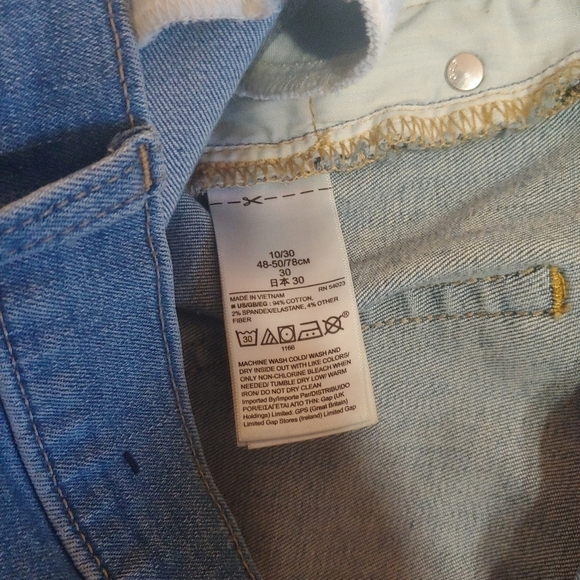 10/30
48-50/78CM
30
日本 30
MADE IN VIETNAM RN 54023
■ US/GB/EG: 94% COTTON,
2% SPANDEX/ELASTANE, 4% OTHER
FIBER
30
1166
MACHINE WASH COLD/ WASH AND
DRY INSIDE OUT WITH LIKE COLORS/
ONLY NON-CHLORINE BLEACH WHEN
NEEDED/ TUMBLE DRY LOW/ WARM
IRON/ DO NOT DRY CLEAN
Imported By/Importa Par/DISTRIBUIDO
POR/ΕΙΣΑΓΕΤΑΙ ΑΠΟ ΤΗΝ: Gap (UK
Holdings) Limited. GPS (Great Britain)
Limited Gap Stores (Ireland) Limited Gap